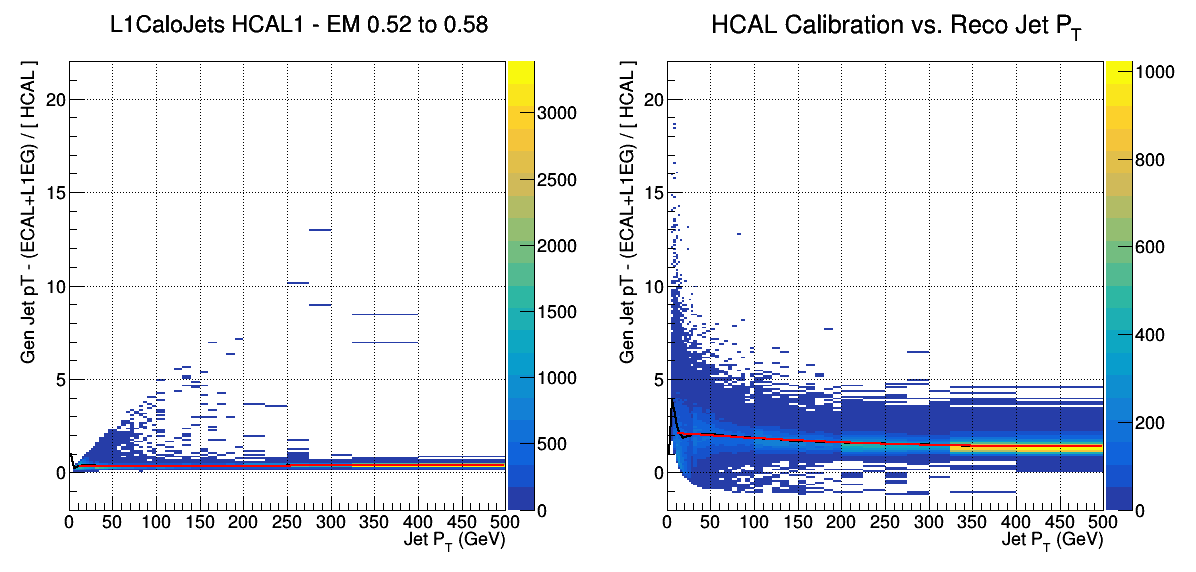 L1CaloJets HCAL1 - EM 0.52 to 0.58
Gen Jet pT - (ECAL+L1EG) / [ HCAL ]
20
15
10
5
0
0 50 100 150 200 250 300 350 400 450 500
Jet P_T (GeV)
3000
2500
2000
1500
1000
500
0
HCAL Calibration vs. Reco Jet P_T
Gen Jet pT - (ECAL+L1EG) / [ HCAL ]
20
15
10
5
0
0 50 100 150 200 250 300 350 400 450 500
Jet P_T (GeV)
1000
800
600
400
200
0